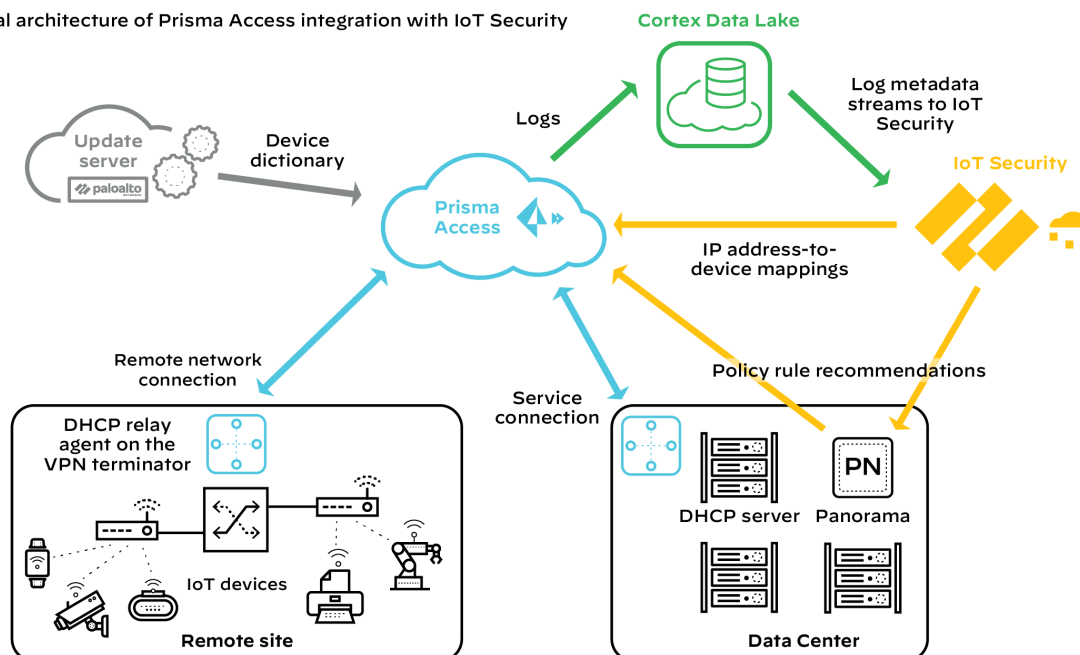 al architecture of Prisma Access integration with IoT Security
Cortex Data Lake
Logs
Log metadata
streams to IoT
Security
Update
server
paloalto
Device
dictionary
IoT Security
Prisma
Access
IP address-to-
device mappings
Remote network
connection
Service
connection
Policy rule recommendations
DHCP relay
agent on the
VPN terminator
IoT devices
Remote site
PN
DHCP server
Panorama
Data Center